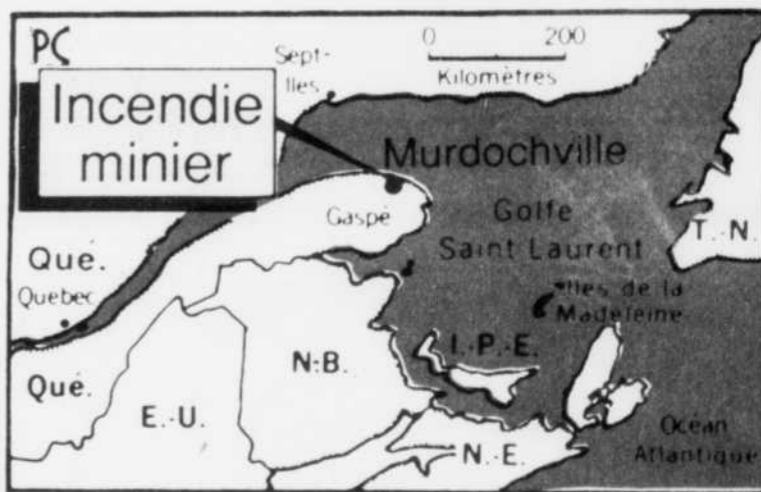 PC
Sept-
Iles
0 200
Kilomètres
Incendie
minier
Murdochville
Gaspé
Golfe
Saint Laurent
T.-N.
Qué.
Québec
Iles de la
Madeleine
I.-P.-E.
N.-B.
Qué.
E.-U.
N.-E.
Océan
Atlantique